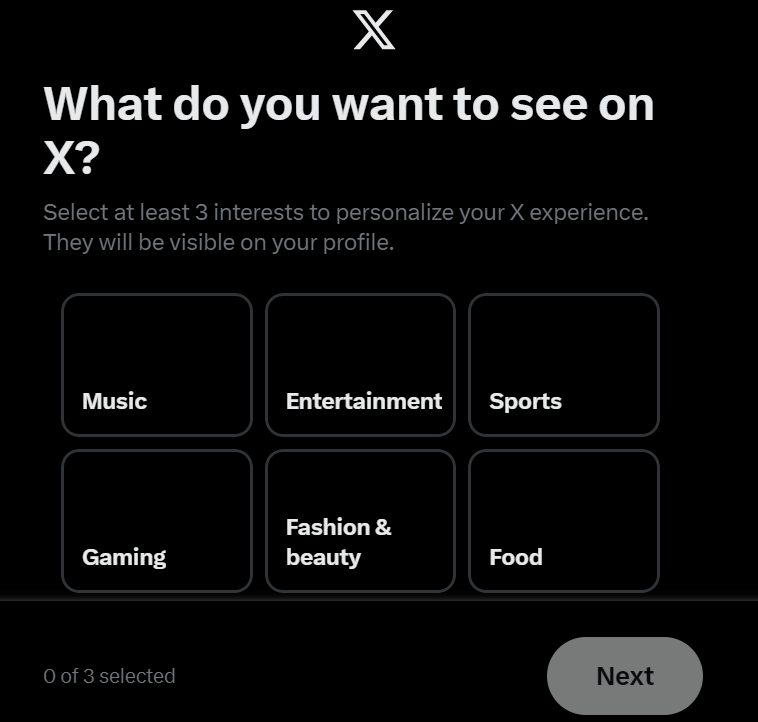 What do you want to see on
X?
Select at least 3 interests to personalize your X experience.
They will be visible on your profile.
Music
Entertainment
Sports
Gaming
Fashion &
beauty
Food
0 of 3 selected
Next